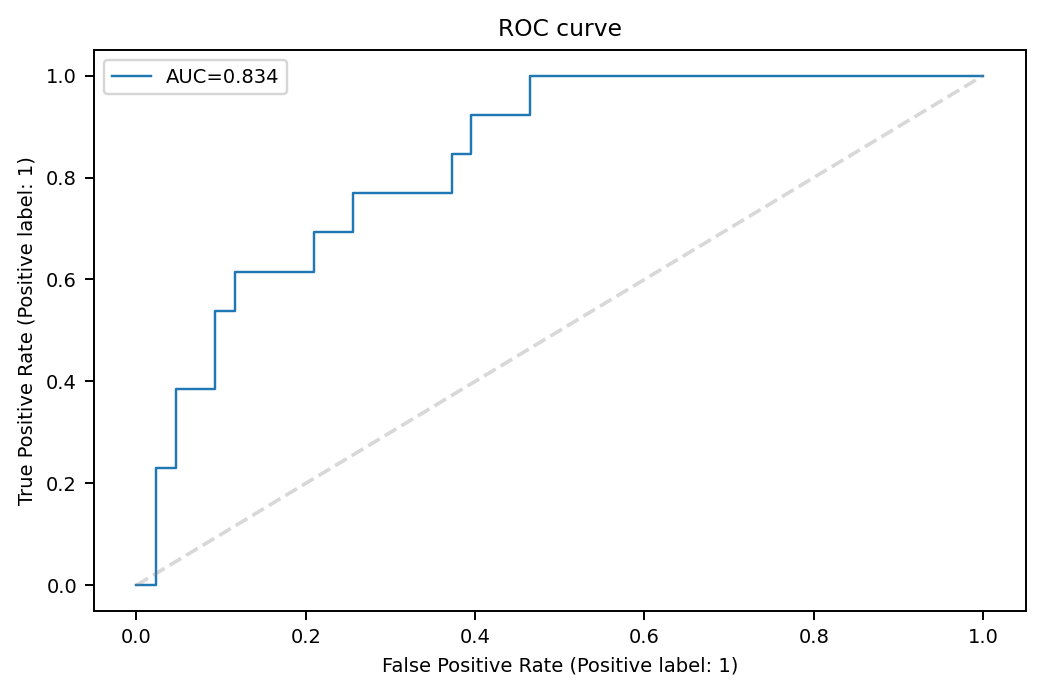 ROC curve
AUC=0.834
True Positive Rate (Positive label: 1)
1.0
0.8
0.6
0.4
0.2
0.0
0.0 0.2 0.4 0.6 0.8 1.0
False Positive Rate (Positive label: 1)